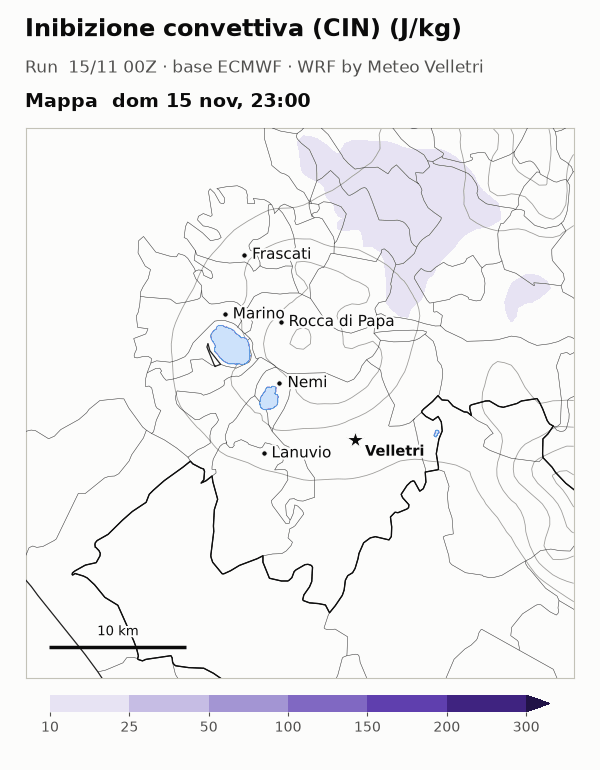 Inibizione convettiva (CIN) (J/kg)
Run  15/11 00Z · base ECMWF · WRF by Meteo Velletri
Mappa  dom 15 nov, 23:00
Frascati
Marino
Rocca di Papa
Nemi
Velletri
Lanuvio
10 km
10 25 50 100 150 200 300